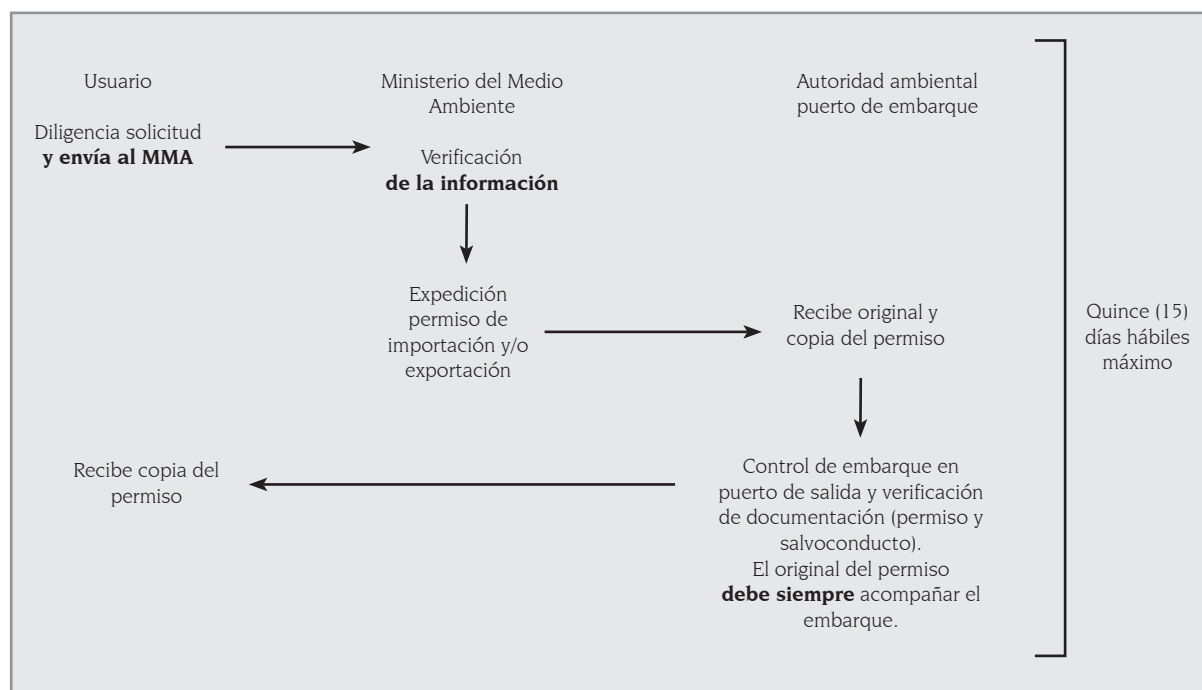 Usuario
Diligencia solicitud
y envía al MMA
Ministerio del Medio
Ambiente
Verificación
de la información
Expedición
permiso de
importación y/o
exportación
Autoridad ambiental
puerto de embarque
Recibe original y
copia del permiso
Control de embarque en
puerto de salida y verificación
de documentación (permiso y
salvoconducto).
El original del permiso
debe siempre acompañar el
embarque.
Recibe copia del
permiso
Quince (15)
días hábiles
máximo